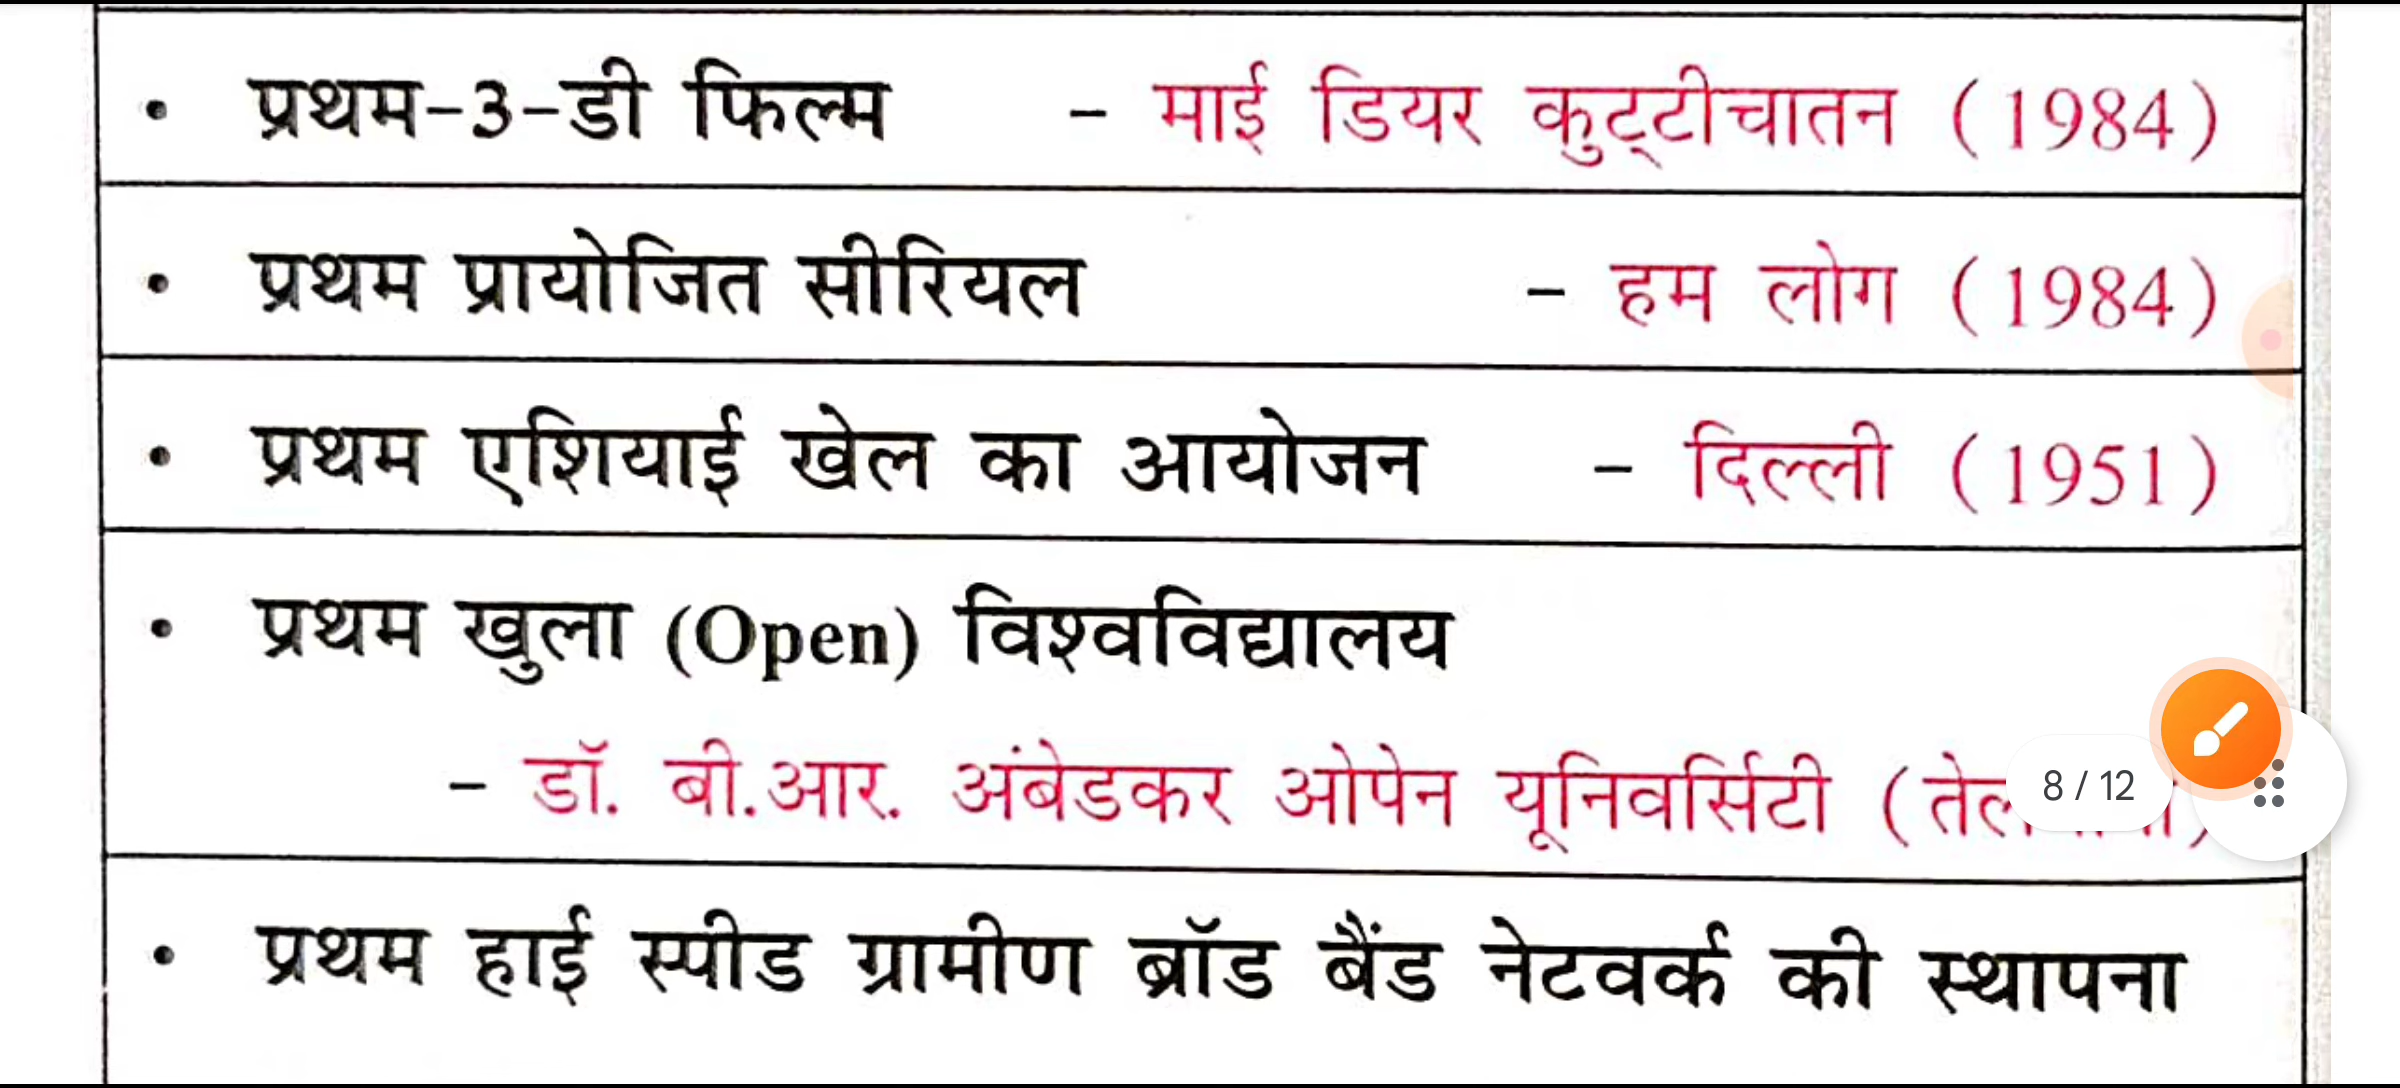 • प्रथम-3-डी फिल्म - माई डियर कुट्टीचातन (1984)
• प्रथम प्रायोजित सीरियल - हम लोग (1984)
• प्रथम एशियाई खेल का आयोजन - दिल्ली (1951)
• प्रथम खुला (Open) विश्वविद्यालय
- डॉ. बी.आर. अंबेडकर ओपेन यूनिवर्सिटी
8 / 12
• प्रथम हाई स्पीड ग्रामीण ब्रॉड बैंड नेटवर्क की स्थापना